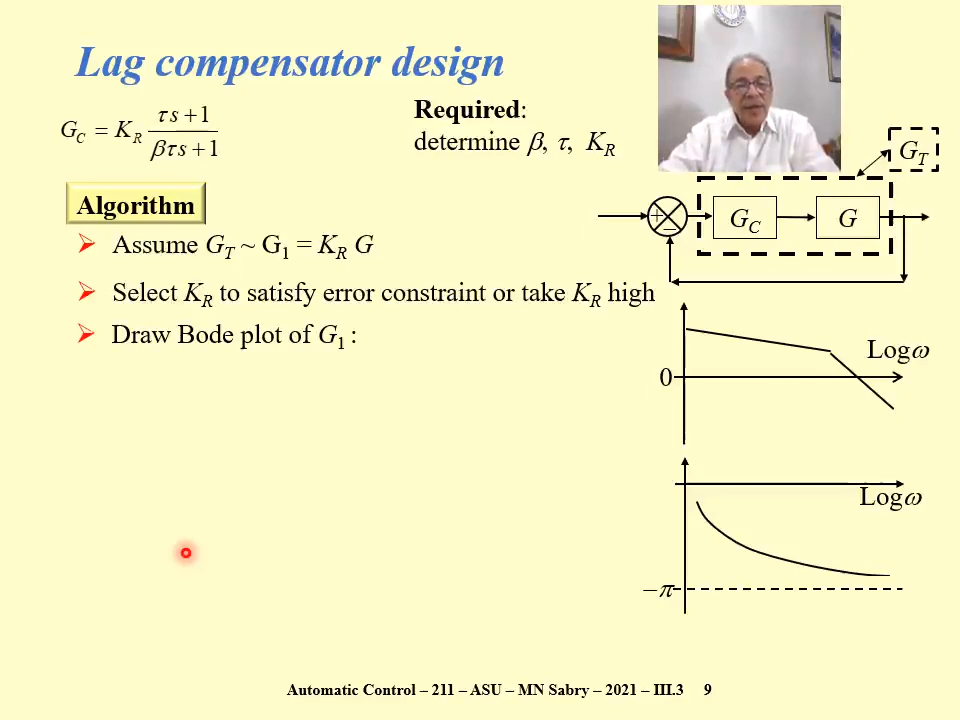 Lag compensator design
G_C = K_R (τs+1)/(βτs+1)
Required:
determine β, τ, K_R
Algorithm
➢ Assume G_T ~ G_1 = K_R G
➢ Select K_R to satisfy error constraint or take K_R high
➢ Draw Bode plot of G_1 :
G_T
+
−
G_C
G
Logω
0
Logω
−π
Automatic Control – 211 – ASU – MN Sabry – 2021 – III.3 9